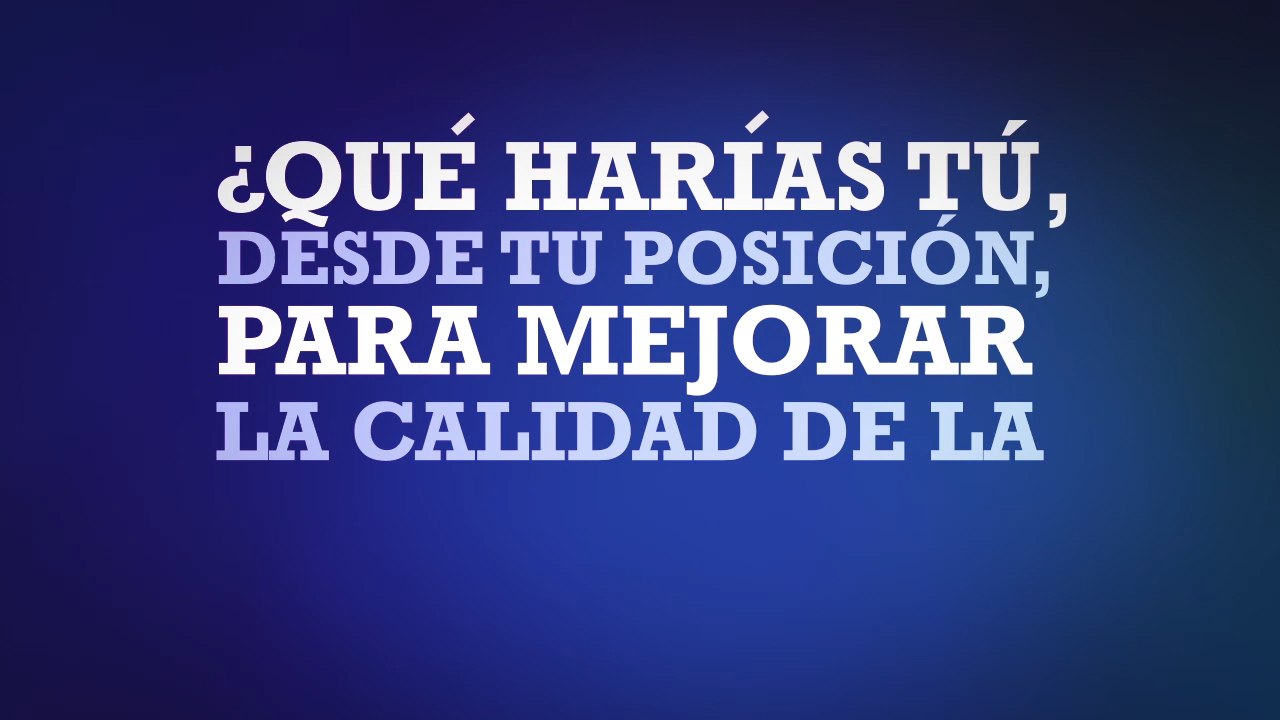 ¿QUÉ HARÍAS TÚ,
DESDE TU POSICIÓN,
PARA MEJORAR
LA CALIDAD DE LA